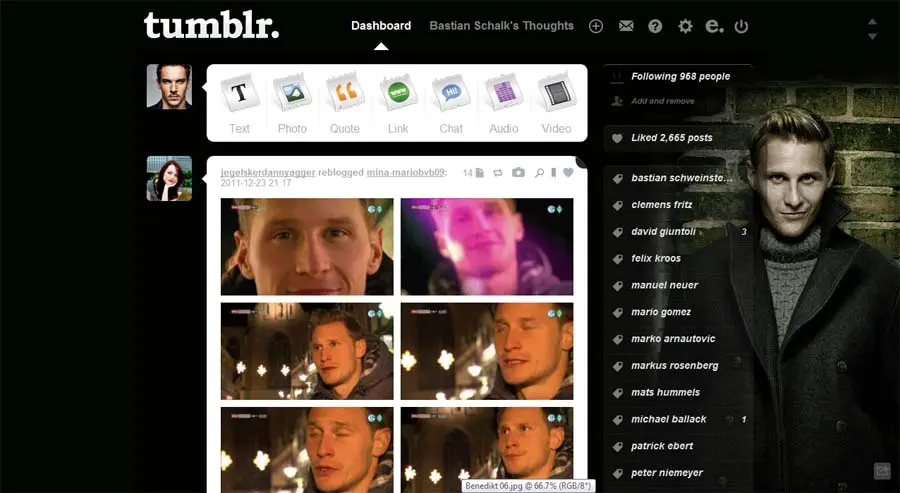 tumblr.
Dashboard
Bastian Schalk's Thoughts
Text
Photo
Quote
Link
Chat
Audio
Video
jegelskerdannyagger reblogged mina-mariobvb09:
2011-12-23 21:17
14
Following 968 people
Add and remove
Liked 2,665 posts
bastian schweinste...
clemens fritz
david giuntoli 3
felix kroos
manuel neuer
mario gomez
marko arnautovic
markus rosenberg
mats hummels
michael ballack 1
patrick ebert
peter niemeyer
Benedikt 06.jpg @ 66.7% (RGB/8*)